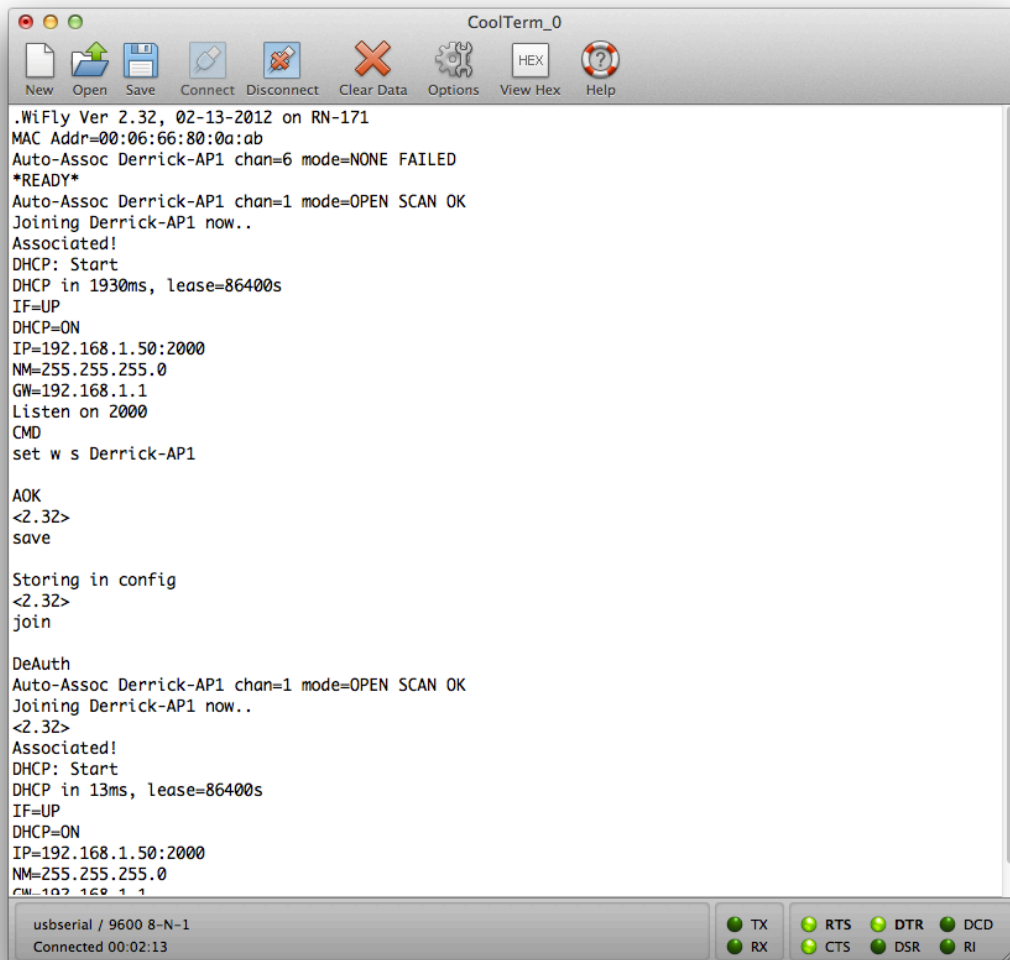 CoolTerm_0
New Open Save Connect Disconnect Clear Data Options HEX View Hex Help
.WiFly Ver 2.32, 02-13-2012 on RN-171
MAC Addr=00:06:66:80:0a:ab
Auto-Assoc Derrick-AP1 chan=6 mode=NONE FAILED
*READY*
Auto-Assoc Derrick-AP1 chan=1 mode=OPEN SCAN OK
Joining Derrick-AP1 now..
Associated!
DHCP: Start
DHCP in 1930ms, lease=86400s
IF=UP
DHCP=ON
IP=192.168.1.50:2000
NM=255.255.255.0
GW=192.168.1.1
Listen on 2000
CMD
set w s Derrick-AP1
AOK
<2.32>
save
Storing in config
<2.32>
join
DeAuth
Auto-Assoc Derrick-AP1 chan=1 mode=OPEN SCAN OK
Joining Derrick-AP1 now..
<2.32>
Associated!
DHCP: Start
DHCP in 13ms, lease=86400s
IF=UP
DHCP=ON
IP=192.168.1.50:2000
NM=255.255.255.0
GW=192.168.1.1
usbserial / 9600 8-N-1
Connected 00:02:13
TX RTS DTR DCD
RX CTS DSR RI